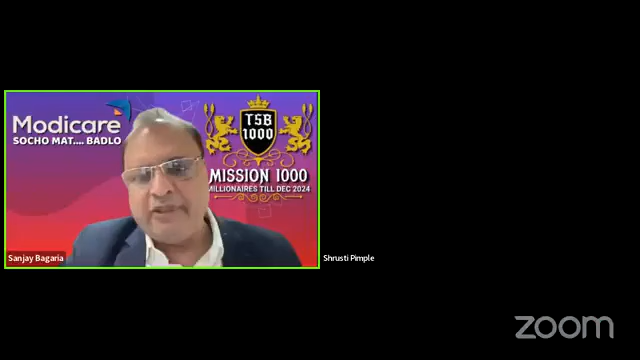 Modicare
SOCHO MAT.... BADLO
TSB
1000
MISSION 1000
MILLIONAIRES TILL DEC 2024
Sanjay Bagaria
Shrusti Pimple
zoom